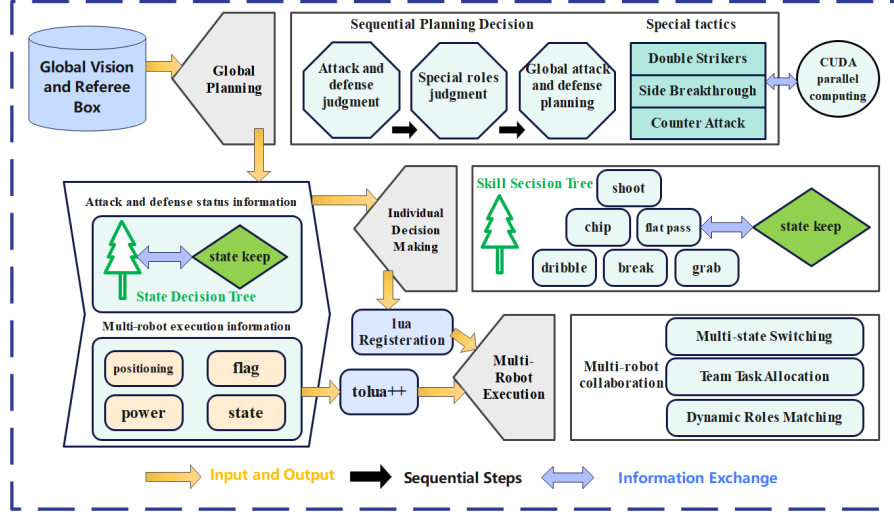 Global Vision
and Referee
Box
Global
Planning
Sequential Planning Decision
Attack and
defense
judgment
Special roles
judgment
Global attack
and defense
planning
Special tactics
Double Strikers
Side Breakthrough
Counter Attack
CUDA
parallel
computing
Attack and defense status information
state keep
State Decision Tree
Multi-robot execution information
positioning
flag
power
state
Individual
Decision
Making
lua
Registeration
tolua++
Multi-
Robot
Execution
Skill Secision Tree
shoot
chip
flat pass
dribble
break
grab
state keep
Multi-robot
collaboration
Multi-state Switching
Team Task Allocation
Dynamic Roles Matching
Input and Output
Sequential Steps
Information Exchange